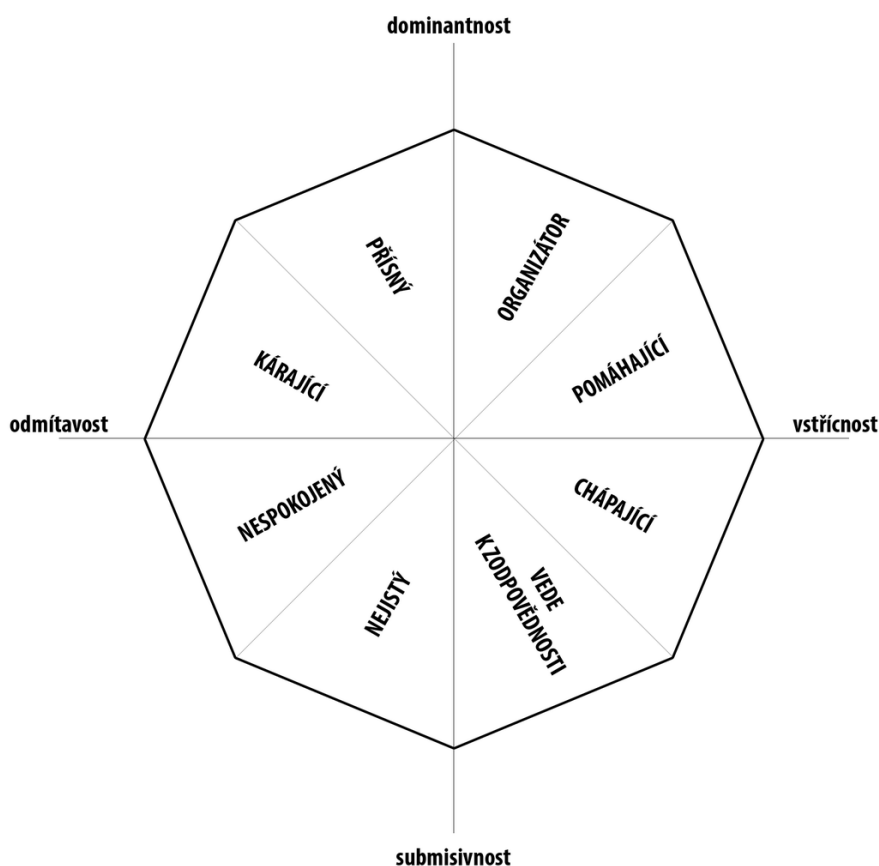 dominantnost
PŘÍSNÝ
ORGANIZÁTOR
KÁRAJÍCÍ
POMÁHAJÍCÍ
odmítavost
vstřícnost
NESPOKOJENÝ
CHÁPAJÍCÍ
NEJISTÝ
VEDE
K ZODPOVĚDNOSTI
submisivnost